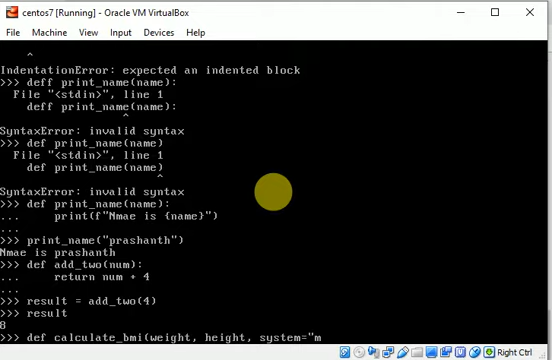 centos7 [Running] - Oracle VM VirtualBox
File Machine View Input Devices Help
^
IndentationError: expected an indented block
>>> deff print_name(name):
File "<stdin>", line 1
deff print_name(name):
^
SyntaxError: invalid syntax
>>> def print_name(name)
File "<stdin>", line 1
def print_name(name)
^
SyntaxError: invalid syntax
>>> def print_name(name):
... print(f"Nmae is {name}")
...
>>> print_name("prashanth")
Nmae is prashanth
>>> def add_two(num):
... return num + 4
...
>>> result = add_two(4)
>>> result
8
>>> def calculate_bmi(weight, height, system="m
Right Ctrl